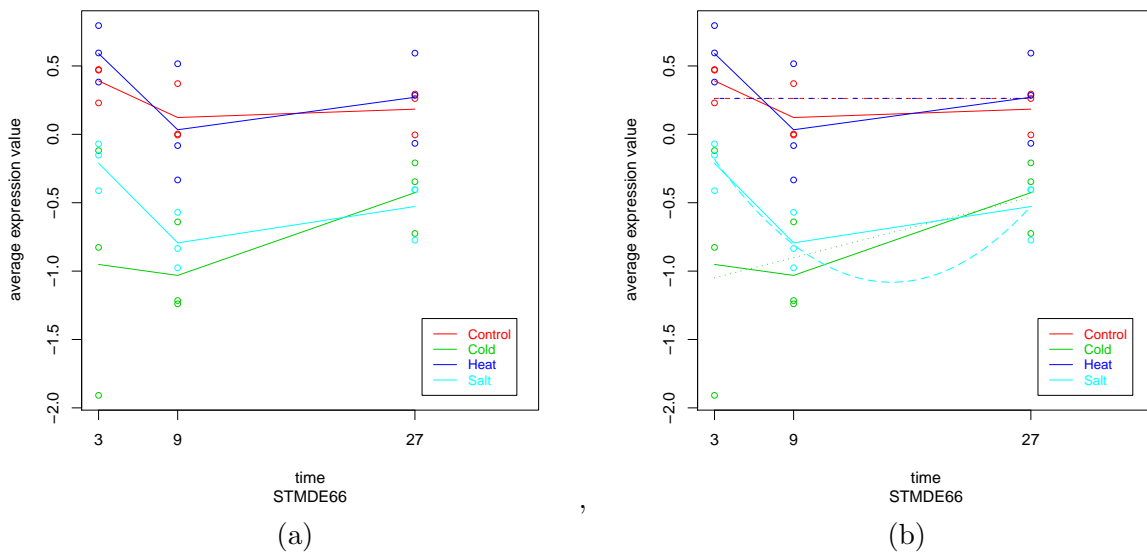 average expression value
0.5
0.0
−0.5
−1.0
−1.5
−2.0
Control
Cold
Heat
Salt
3 9 27
time
STMDE66
(a)
,
average expression value
0.5
0.0
−0.5
−1.0
−1.5
−2.0
Control
Cold
Heat
Salt
3 9 27
time
STMDE66
(b)